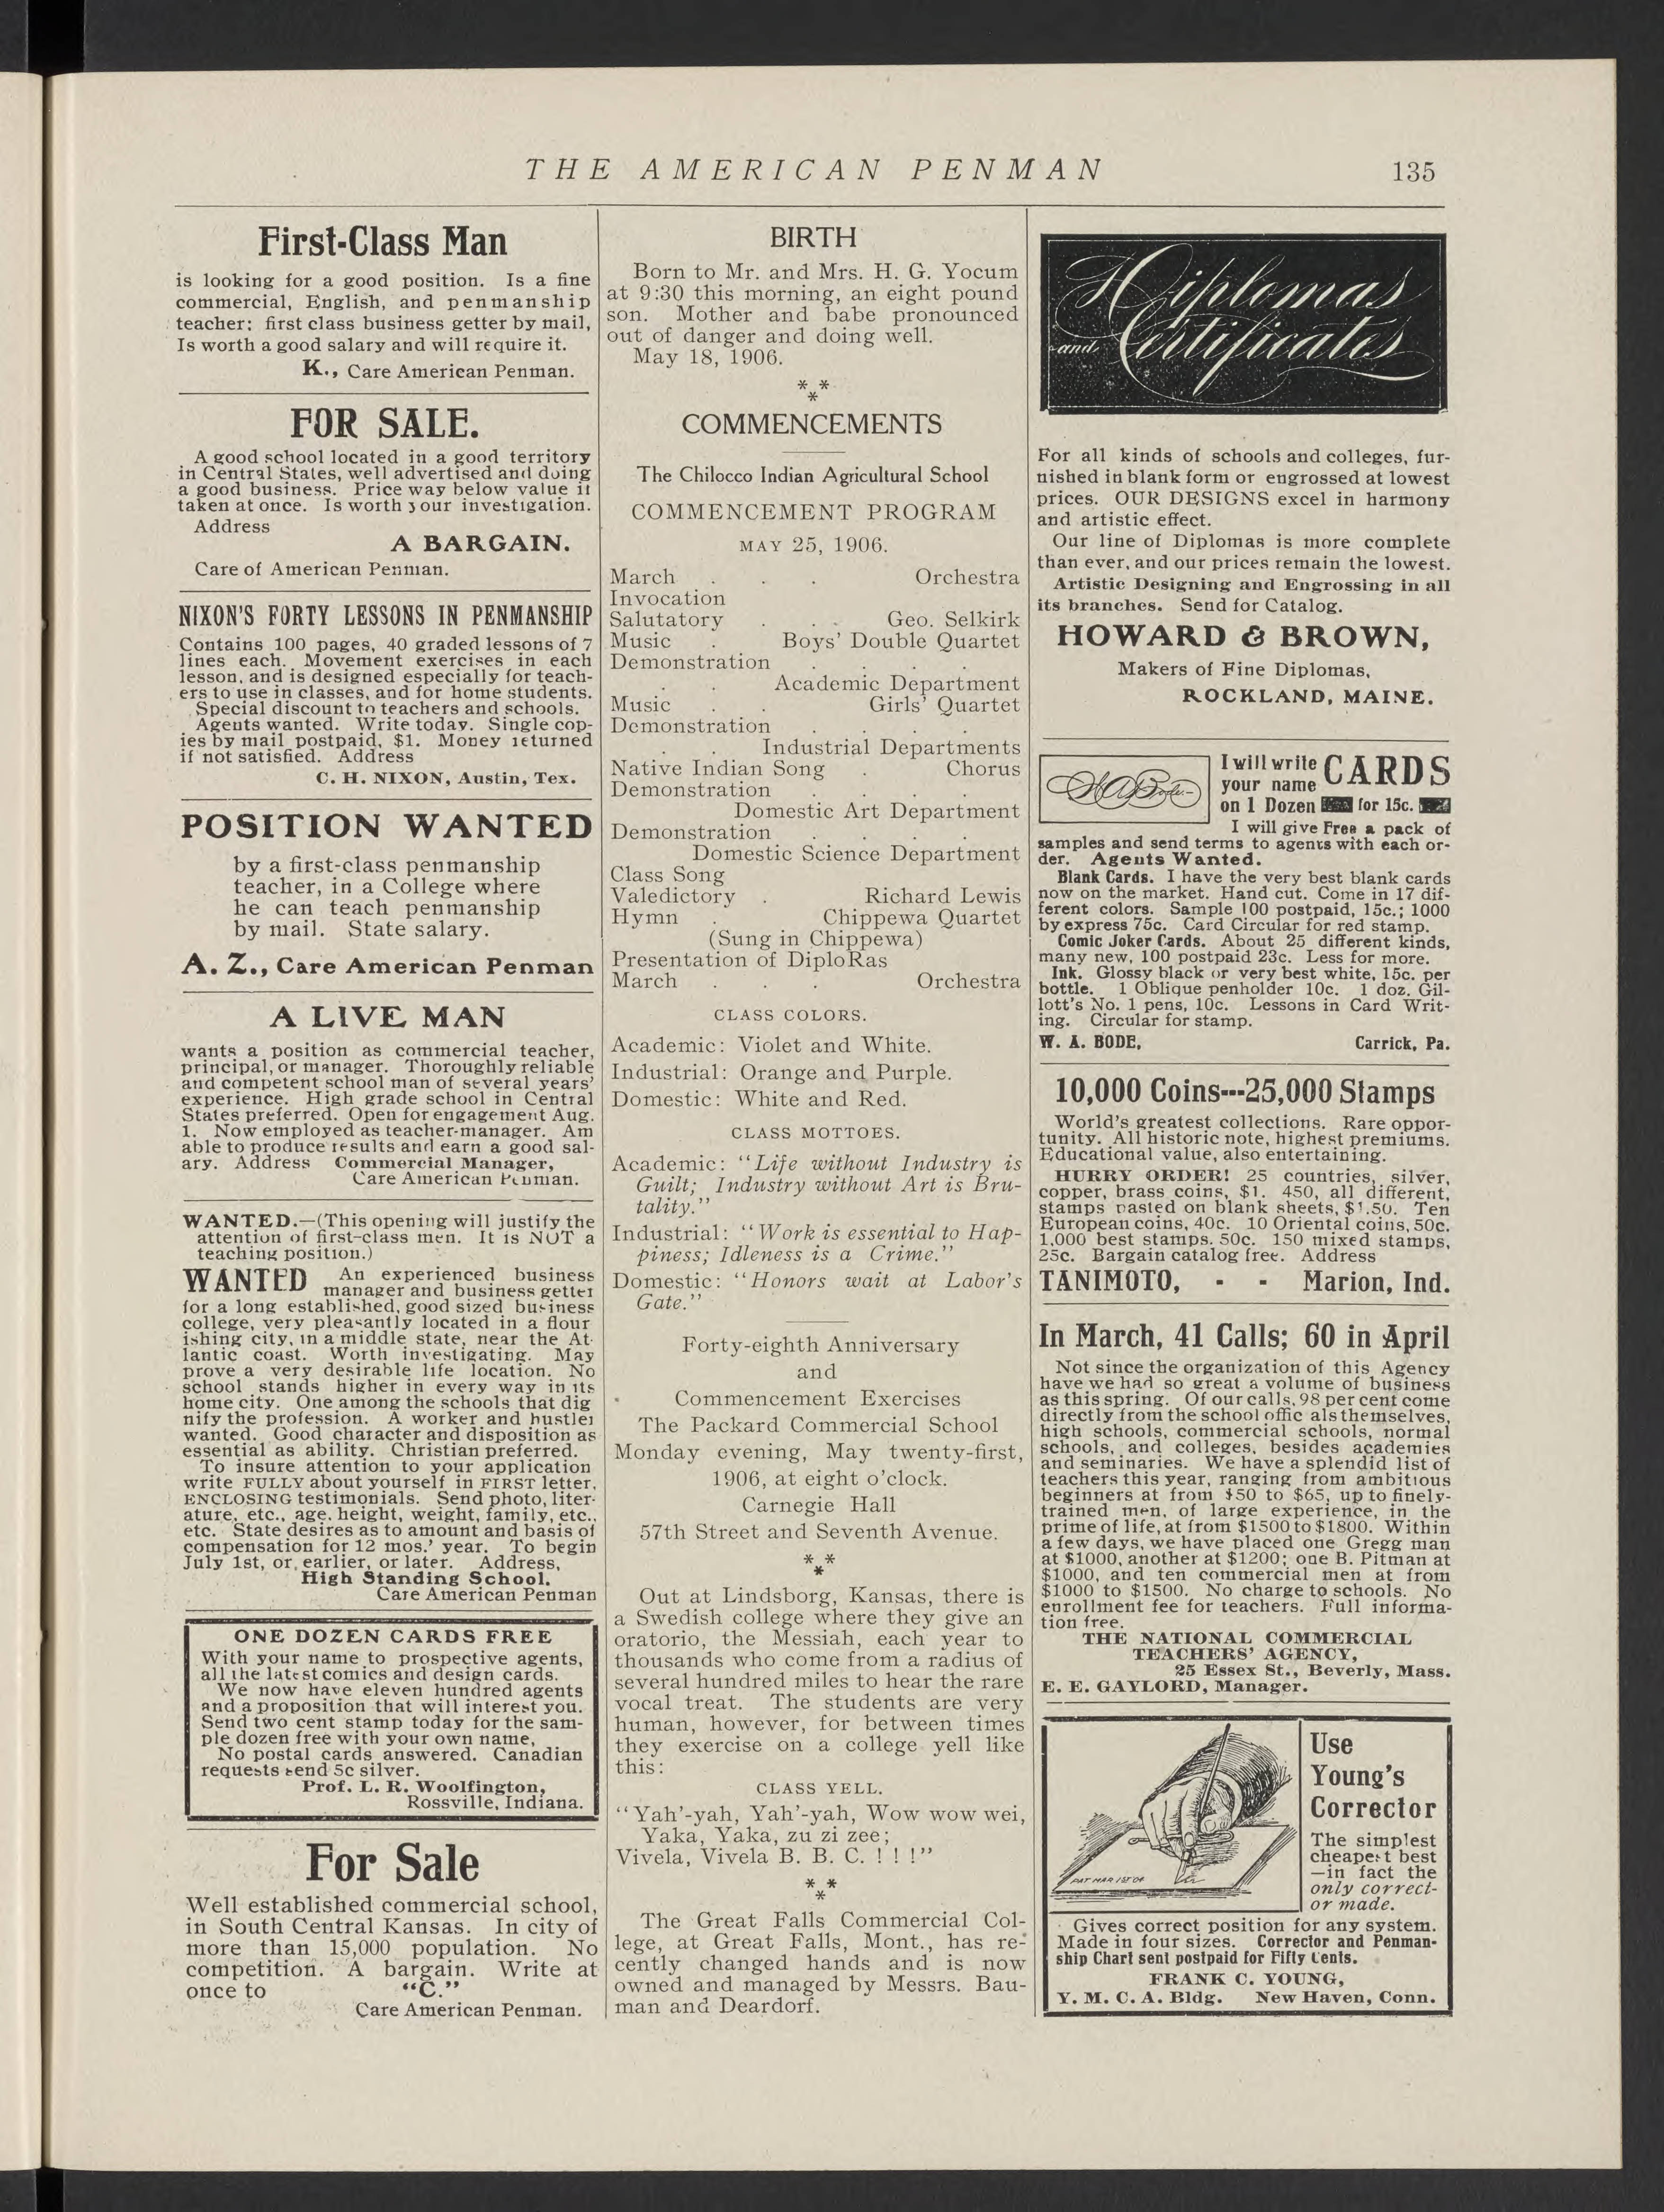 THE AMERICAN PENMAN 135
First-Class Man
is looking for a good position. Is a fine
commercial, English, and penmanship
teacher; first class business getter by mail,
Is worth a good salary and will require it.
K., Care American Penman.
FOR SALE.
A good school located in a good territory
in Central States, well advertised and doing
a good business. Price way below value if
taken at once. Is worth your investigation.
Address
A BARGAIN.
Care of American Penman.
NIXON'S FORTY LESSONS IN PENMANSHIP
Contains 100 pages, 40 graded lessons of 7
lines each. Movement exercises in each
lesson, and is designed especially for teach-
ers to use in classes, and for home students.
Special discount to teachers and schools.
Agents wanted. Write today. Single cop-
ies by mail postpaid, $1. Money returned
if not satisfied. Address
C. H. NIXON, Austin, Tex.
POSITION WANTED
by a first-class penmanship
teacher, in a College where
he can teach penmanship
by mail. State salary.
A. Z., Care American Penman
A LIVE MAN
wants a position as commercial teacher,
principal, or manager. Thoroughly reliable
and competent school man of several years'
experience. High grade school in Central
States preferred. Open for engagement Aug.
1. Now employed as teacher-manager. Am
able to produce results and earn a good sal-
ary. Address Commercial Manager,
Care American Penman.
WANTED.—(This opening will justify the
attention of first-class men. It is NOT a
teaching position.)
WANTED An experienced business
manager and business getter
for a long established, good sized business
college, very pleasantly located in a flour
ishing city, in a middle state, near the At-
lantic coast. Worth investigating. May
prove a very desirable life location. No
school stands higher in every way in its
home city. One among the schools that dig
nify the profession. A worker and hustler
wanted. Good character and disposition as
essential as ability. Christian preferred.
To insure attention to your application
write FULLY about yourself in FIRST letter,
ENCLOSING testimonials. Send photo, liter-
ature, etc., age, height, weight, family, etc.,
etc. State desires as to amount and basis of
compensation for 12 mos.' year. To begin
July 1st, or earlier, or later. Address,
High Standing School.
Care American Penman
ONE DOZEN CARDS FREE
With your name to prospective agents,
all the latest comics and design cards.
We now have eleven hundred agents
and a proposition that will interest you.
Send two cent stamp today for the sam-
ple dozen free with your own name,
No postal cards answered. Canadian
requests send 5c silver.
Prof. L. R. Woolfington,
Rossville, Indiana.
For Sale
Well established commercial school,
in South Central Kansas. In city of
more than 15,000 population. No
competition. A bargain. Write at
once to "C."
Care American Penman.
BIRTH
Born to Mr. and Mrs. H. G. Yocum
at 9:30 this morning, an eight pound
son. Mother and babe pronounced
out of danger and doing well.
May 18, 1906.
* * *
COMMENCEMENTS
The Chilocco Indian Agricultural School
COMMENCEMENT PROGRAM
MAY 25, 1906.
March . . . Orchestra
Invocation
Salutatory . . . Geo. Selkirk
Music . Boys' Double Quartet
Demonstration . . . .
. . Academic Department
Music . . Girls' Quartet
Demonstration . . . .
. . Industrial Departments
Native Indian Song . Chorus
Demonstration . . . .
Domestic Art Department
Demonstration . . . .
Domestic Science Department
Class Song
Valedictory . Richard Lewis
Hymn . Chippewa Quartet
(Sung in Chippewa)
Presentation of DiploRas
March . . . Orchestra
CLASS COLORS.
Academic: Violet and White.
Industrial: Orange and Purple.
Domestic: White and Red.
CLASS MOTTOES.
Academic: "Life without Industry is
Guilt; Industry without Art is Bru-
tality."
Industrial: "Work is essential to Hap-
piness; Idleness is a Crime."
Domestic: "Honors wait at Labor's
Gate."
Forty-eighth Anniversary
and
Commencement Exercises
The Packard Commercial School
Monday evening, May twenty-first,
1906, at eight o'clock.
Carnegie Hall
57th Street and Seventh Avenue.
* * *
Out at Lindsborg, Kansas, there is
a Swedish college where they give an
oratorio, the Messiah, each year to
thousands who come from a radius of
several hundred miles to hear the rare
vocal treat. The students are very
human, however, for between times
they exercise on a college yell like
this:
CLASS YELL.
"Yah'-yah, Yah'-yah, Wow wow wei,
Yaka, Yaka, zu zi zee;
Vivela, Vivela B. B. C. ! ! !"
* * *
The Great Falls Commercial Col-
lege, at Great Falls, Mont., has re-
cently changed hands and is now
owned and managed by Messrs. Bau-
man and Deardorf.
Diplomas
and Certificates
For all kinds of schools and colleges, fur-
nished in blank form or engrossed at lowest
prices. OUR DESIGNS excel in harmony
and artistic effect.
Our line of Diplomas is more complete
than ever, and our prices remain the lowest.
Artistic Designing and Engrossing in all
its branches. Send for Catalog.
HOWARD & BROWN,
Makers of Fine Diplomas,
ROCKLAND, MAINE.
W. A. Bode
I will write
your name CARDS
on 1 Dozen for 15c.
I will give Free a pack of
samples and send terms to agents with each or-
der. Agents Wanted.
Blank Cards. I have the very best blank cards
now on the market. Hand cut. Come in 17 dif-
ferent colors. Sample 100 postpaid, 15c.; 1000
by express 75c. Card Circular for red stamp.
Comic Joker Cards. About 25 different kinds,
many new, 100 postpaid 23c. Less for more.
Ink. Glossy black or very best white, 15c. per
bottle. 1 Oblique penholder 10c. 1 doz. Gil-
lott's No. 1 pens, 10c. Lessons in Card Writ-
ing. Circular for stamp.
W. A. BODE, Carrick, Pa.
10,000 Coins---25,000 Stamps
World's greatest collections. Rare oppor-
tunity. All historic note, highest premiums.
Educational value, also entertaining.
HURRY ORDER! 25 countries, silver,
copper, brass coins, $1. 450, all different,
stamps pasted on blank sheets, $1.50. Ten
European coins, 40c. 10 Oriental coins, 50c.
1,000 best stamps. 50c. 150 mixed stamps,
25c. Bargain catalog free. Address
TANIMOTO, - - Marion, Ind.
In March, 41 Calls; 60 in April
Not since the organization of this Agency
have we had so great a volume of business
as this spring. Of our calls, 98 per cent come
directly from the school offic als themselves,
high schools, commercial schools, normal
schools, and colleges, besides academies
and seminaries. We have a splendid list of
teachers this year, ranging from ambitious
beginners at from $50 to $65, up to finely-
trained men, of large experience, in the
prime of life, at from $1500 to $1800. Within
a few days, we have placed one Gregg man
at $1000, another at $1200; one B. Pitman at
$1000, and ten commercial men at from
$1000 to $1500. No charge to schools. No
enrollment fee for teachers. Full informa-
tion free.
THE NATIONAL COMMERCIAL
TEACHERS' AGENCY,
25 Essex St., Beverly, Mass.
E. E. GAYLORD, Manager.
PAT MAR 1ST 04
Use
Young's
Corrector
The simplest
cheapest best
—in fact the
only correct-
or made.
Gives correct position for any system.
Made in four sizes. Corrector and Penman-
ship Chart sent postpaid for Fifty Cents.
FRANK C. YOUNG,
Y. M. C. A. Bldg. New Haven, Conn.